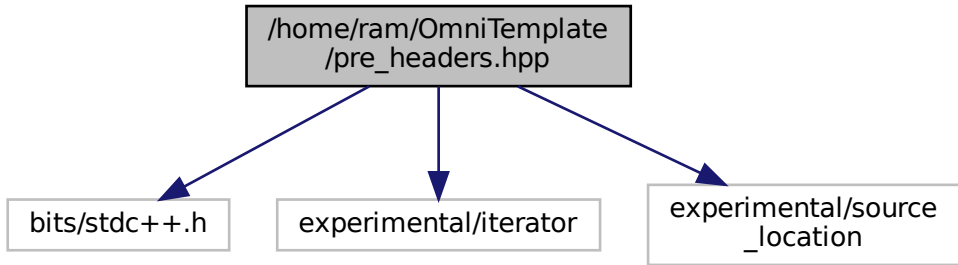 /home/ram/OmniTemplate
/pre_headers.hpp
bits/stdc++.h
experimental/iterator
experimental/source
_location